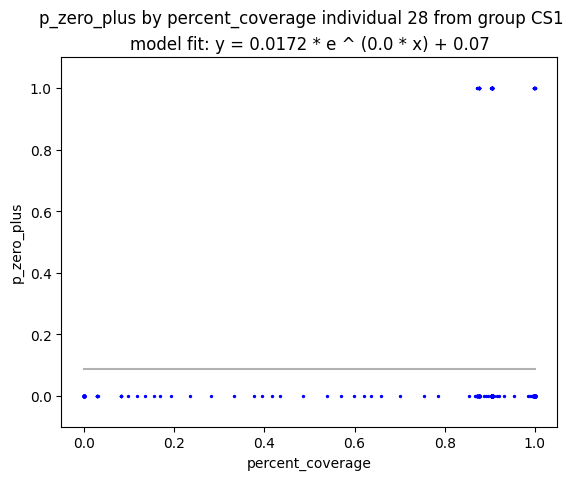 p_zero_plus by percent_coverage individual 28 from group CS1
model fit: y = 0.0172 * e ^ (0.0 * x) + 0.07
1.0
0.8
0.6
0.4
0.2
0.0
p_zero_plus
0.0 0.2 0.4 0.6 0.8 1.0
percent_coverage